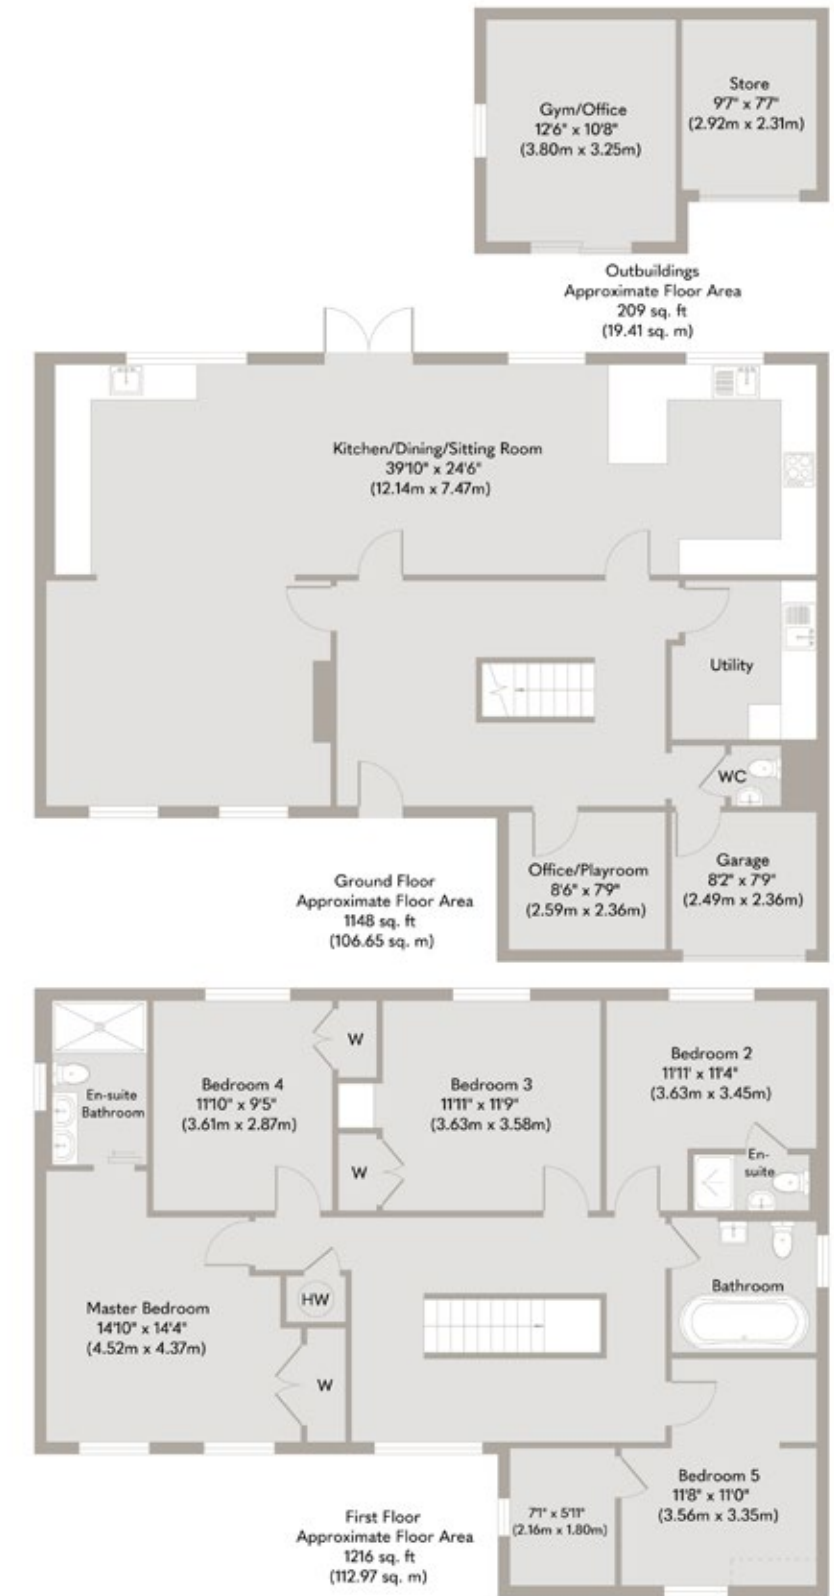 Gym/Office
12'6" x 10'8"
(3.80m x 3.25m)
Store
9'7" x 7'7"
(2.92m x 2.31m)
Outbuildings
Approximate Floor Area
209 sq. ft
(19.41 sq. m)
Kitchen/Dining/Sitting Room
39'10" x 24'6"
(12.14m x 7.47m)
Utility
WC
Office/Playroom
8'6" x 7'9"
(2.59m x 2.36m)
Garage
8'2" x 7'9"
(2.49m x 2.36m)
Ground Floor
Approximate Floor Area
1148 sq. ft
(106.65 sq. m)
En-suite
Bathroom
Bedroom 4
11'10" x 9'5"
(3.61m x 2.87m)
W
W
Bedroom 3
11'11" x 11'9"
(3.63m x 3.58m)
Bedroom 2
11'11' x 11'4"
(3.63m x 3.45m)
En-
suite
Master Bedroom
14'10" x 14'4"
(4.52m x 4.37m)
HW
W
Bathroom
Bedroom 5
11'8" x 11'0"
(3.56m x 3.35m)
7'1" x 5'11"
(2.16m x 1.80m)
First Floor
Approximate Floor Area
1216 sq. ft
(112.97 sq. m)